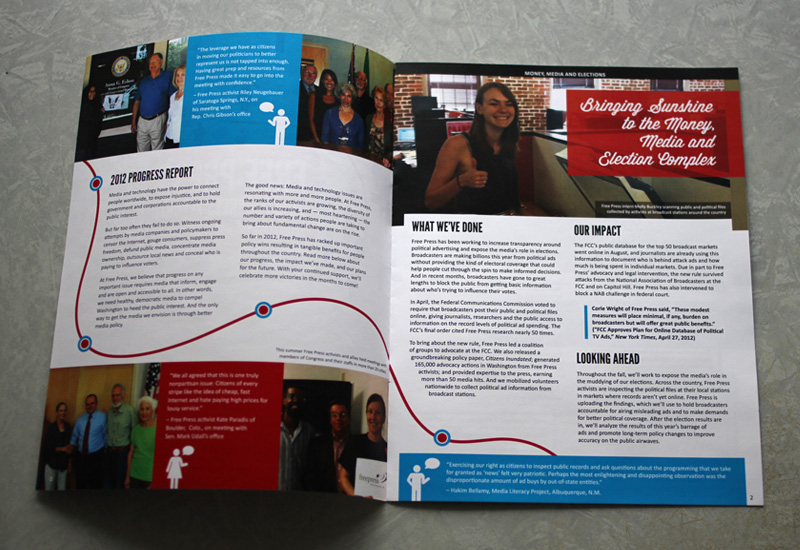 "The leverage we have as citizens
in moving our politicians to better
represent us is not tapped into enough.
Having great prep and resources from
Free Press made it easy to go into the
meeting with confidence."
– Free Press activist Riley Neugebauer
of Saratoga Springs, N.Y., on
his meeting with
Rep. Chris Gibson's office
2012 PROGRESS REPORT
Media and technology have the power to connect
people worldwide, to expose injustice, and to hold
government and corporations accountable to the
public interest.
But far too often they fail to do so. Witness ongoing
attempts by media companies and policymakers to
censor the Internet, gouge consumers, suppress press
freedom, defund public media, concentrate media
ownership, outsource local news and conceal who is
paying to influence voters.
At Free Press, we believe that progress on any
important issue requires media that inform, engage
and are open and accessible to all. In other words,
we need healthy, democratic media to compel
Washington to heed the public interest. And the only
way to get the media we envision is through better
media policy.
The good news: Media and technology issues are
resonating with more and more people. At Free Press,
the ranks of our activists are growing, the diversity of
our allies is increasing, and — most heartening — the
number and variety of actions people are taking to
bring about fundamental change are on the rise.
So far in 2012, Free Press has racked up important
policy wins resulting in tangible benefits for people
throughout the country. Read more below about
our progress, the impact we've made, and our plans
for the future. With your continued support, we'll
celebrate more victories in the months to come!
This summer Free Press activists and allies held meetings with
members of Congress and their staffs in more than 20 cities.
"We all agreed that this is one truly
nonpartisan issue: Citizens of every
stripe like the idea of cheap, fast
Internet and hate paying high prices for
lousy service."
– Free Press activist Kate Paradis of
Boulder, Colo., on meeting with
Sen. Mark Udall's office
freepress
MONEY, MEDIA AND ELECTIONS
Bringing Sunshine
to the Money,
Media and
Election Complex
Free Press intern Molly Buckley scanning public and political files
collected by activists at broadcast stations around the country
WHAT WE'VE DONE
Free Press has been working to increase transparency around
political advertising and expose the media's role in elections.
Broadcasters are making billions this year from political ads
without providing the kind of electoral coverage that could
help people cut through the spin to make informed decisions.
And in recent months, broadcasters have gone to great
lengths to block the public from getting basic information
about who's trying to influence their votes.
In April, the Federal Communications Commission voted to
require that broadcasters post their public and political files
online, giving journalists, researchers and the public access to
information on the record levels of political ad spending. The
FCC's final order cited Free Press research nearly 50 times.
To bring about the new rule, Free Press led a coalition
of groups to advocate at the FCC. We also released a
groundbreaking policy paper, Citizens Inundated; generated
165,000 advocacy actions in Washington from Free Press
activists; and provided expertise to the press, earning
more than 50 media hits. And we mobilized volunteers
nationwide to collect political ad information from
broadcast stations.
OUR IMPACT
The FCC's public database for the top 50 broadcast markets
went online in August, and journalists are already using this
information to document who is behind attack ads and how
much is being spent in individual markets. Due in part to Free
Press' advocacy and legal intervention, the new rule survived
attacks from the National Association of Broadcasters at the
FCC and on Capitol Hill. Free Press has also intervened to
block a NAB challenge in federal court.
Corie Wright of Free Press said, "These modest
measures will place minimal, if any, burden on
broadcasters but will offer great public benefits."
("FCC Approves Plan for Online Database of Political
TV Ads," New York Times, April 27, 2012)
LOOKING AHEAD
Throughout the fall, we'll work to expose the media's role in
the muddying of our elections. Across the country, Free Press
activists are inspecting the political files at their local stations
in markets where records aren't yet online. Free Press is
uploading the findings, which we'll use to hold broadcasters
accountable for airing misleading ads and to make demands
for better political coverage. After the election results are
in, we'll analyze the results of this year's barrage of
ads and promote long-term policy changes to improve
accuracy on the public airwaves.
"Exercising our right as citizens to inspect public records and ask questions about the programming that we take
for granted as 'news' felt very patriotic. Perhaps the most enlightening and disappointing observation was the
disproportionate amount of ad buys by out-of-state entities."
– Hakim Bellamy, Media Literacy Project, Albuquerque, N.M.
2